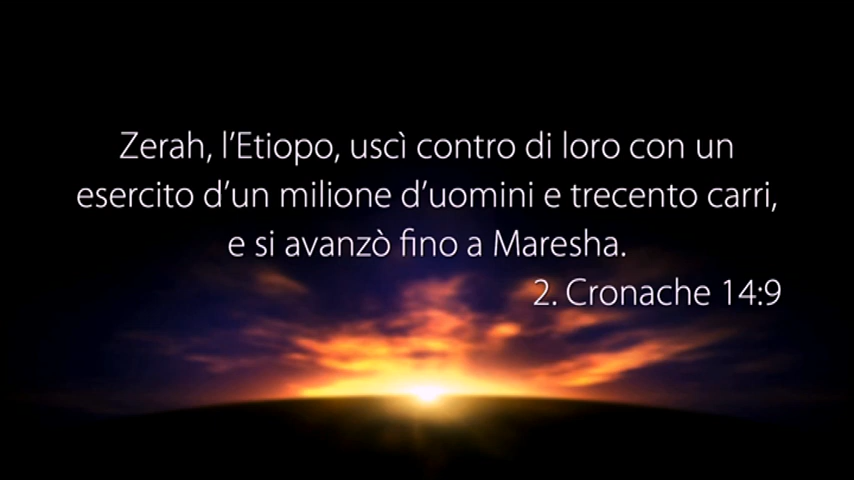 Zerah, l’Etiopo, uscì contro di loro con un
esercito d’un milione d’uomini e trecento carri,
e si avanzò fino a Maresha.
2. Cronache 14:9